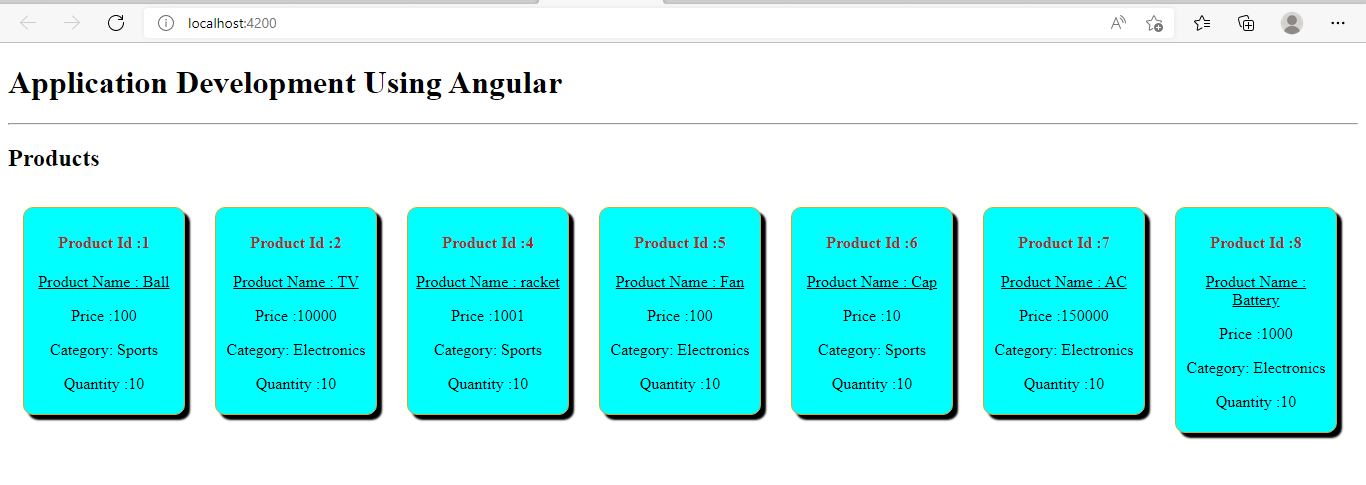 localhost:4200
Application Development Using Angular
Products
Product Id :1
Product Name : Ball
Price :100
Category: Sports
Quantity :10
Product Id :2
Product Name : TV
Price :10000
Category: Electronics
Quantity :10
Product Id :4
Product Name : racket
Price :1001
Category: Sports
Quantity :10
Product Id :5
Product Name : Fan
Price :100
Category: Electronics
Quantity :10
Product Id :6
Product Name : Cap
Price :10
Category: Sports
Quantity :10
Product Id :7
Product Name : AC
Price :150000
Category: Electronics
Quantity :10
Product Id :8
Product Name :
Battery
Price :1000
Category: Electronics
Quantity :10